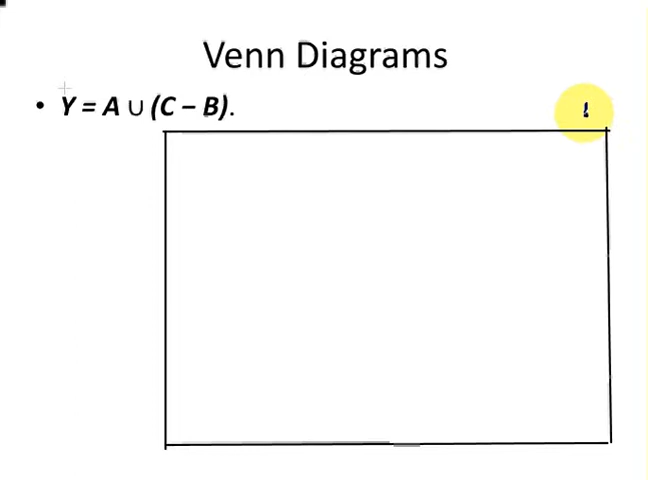 Venn Diagrams
• Y = A ∪ (C – B).